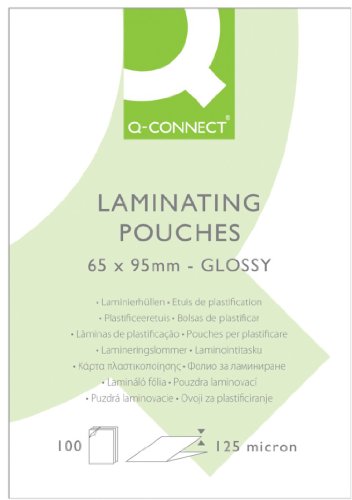 Q-CONNECT®
LAMINATING
POUCHES
65 x 95mm - GLOSSY
• Laminierhüllen • Etuis de plastification
• Plastificeeretuis • Bolsas de plastificar
• Lâminas de plastificação • Pouches per plastificare
• Lamineringslommer • Laminointitasku
• Κάρτα πλαστικοποίησης • Фолио за ламиниране
• Lamináló fólia • Pouzdra laminovací
• Puzdrá laminovacie • Ovoji za plastificiranje
100 125 micron